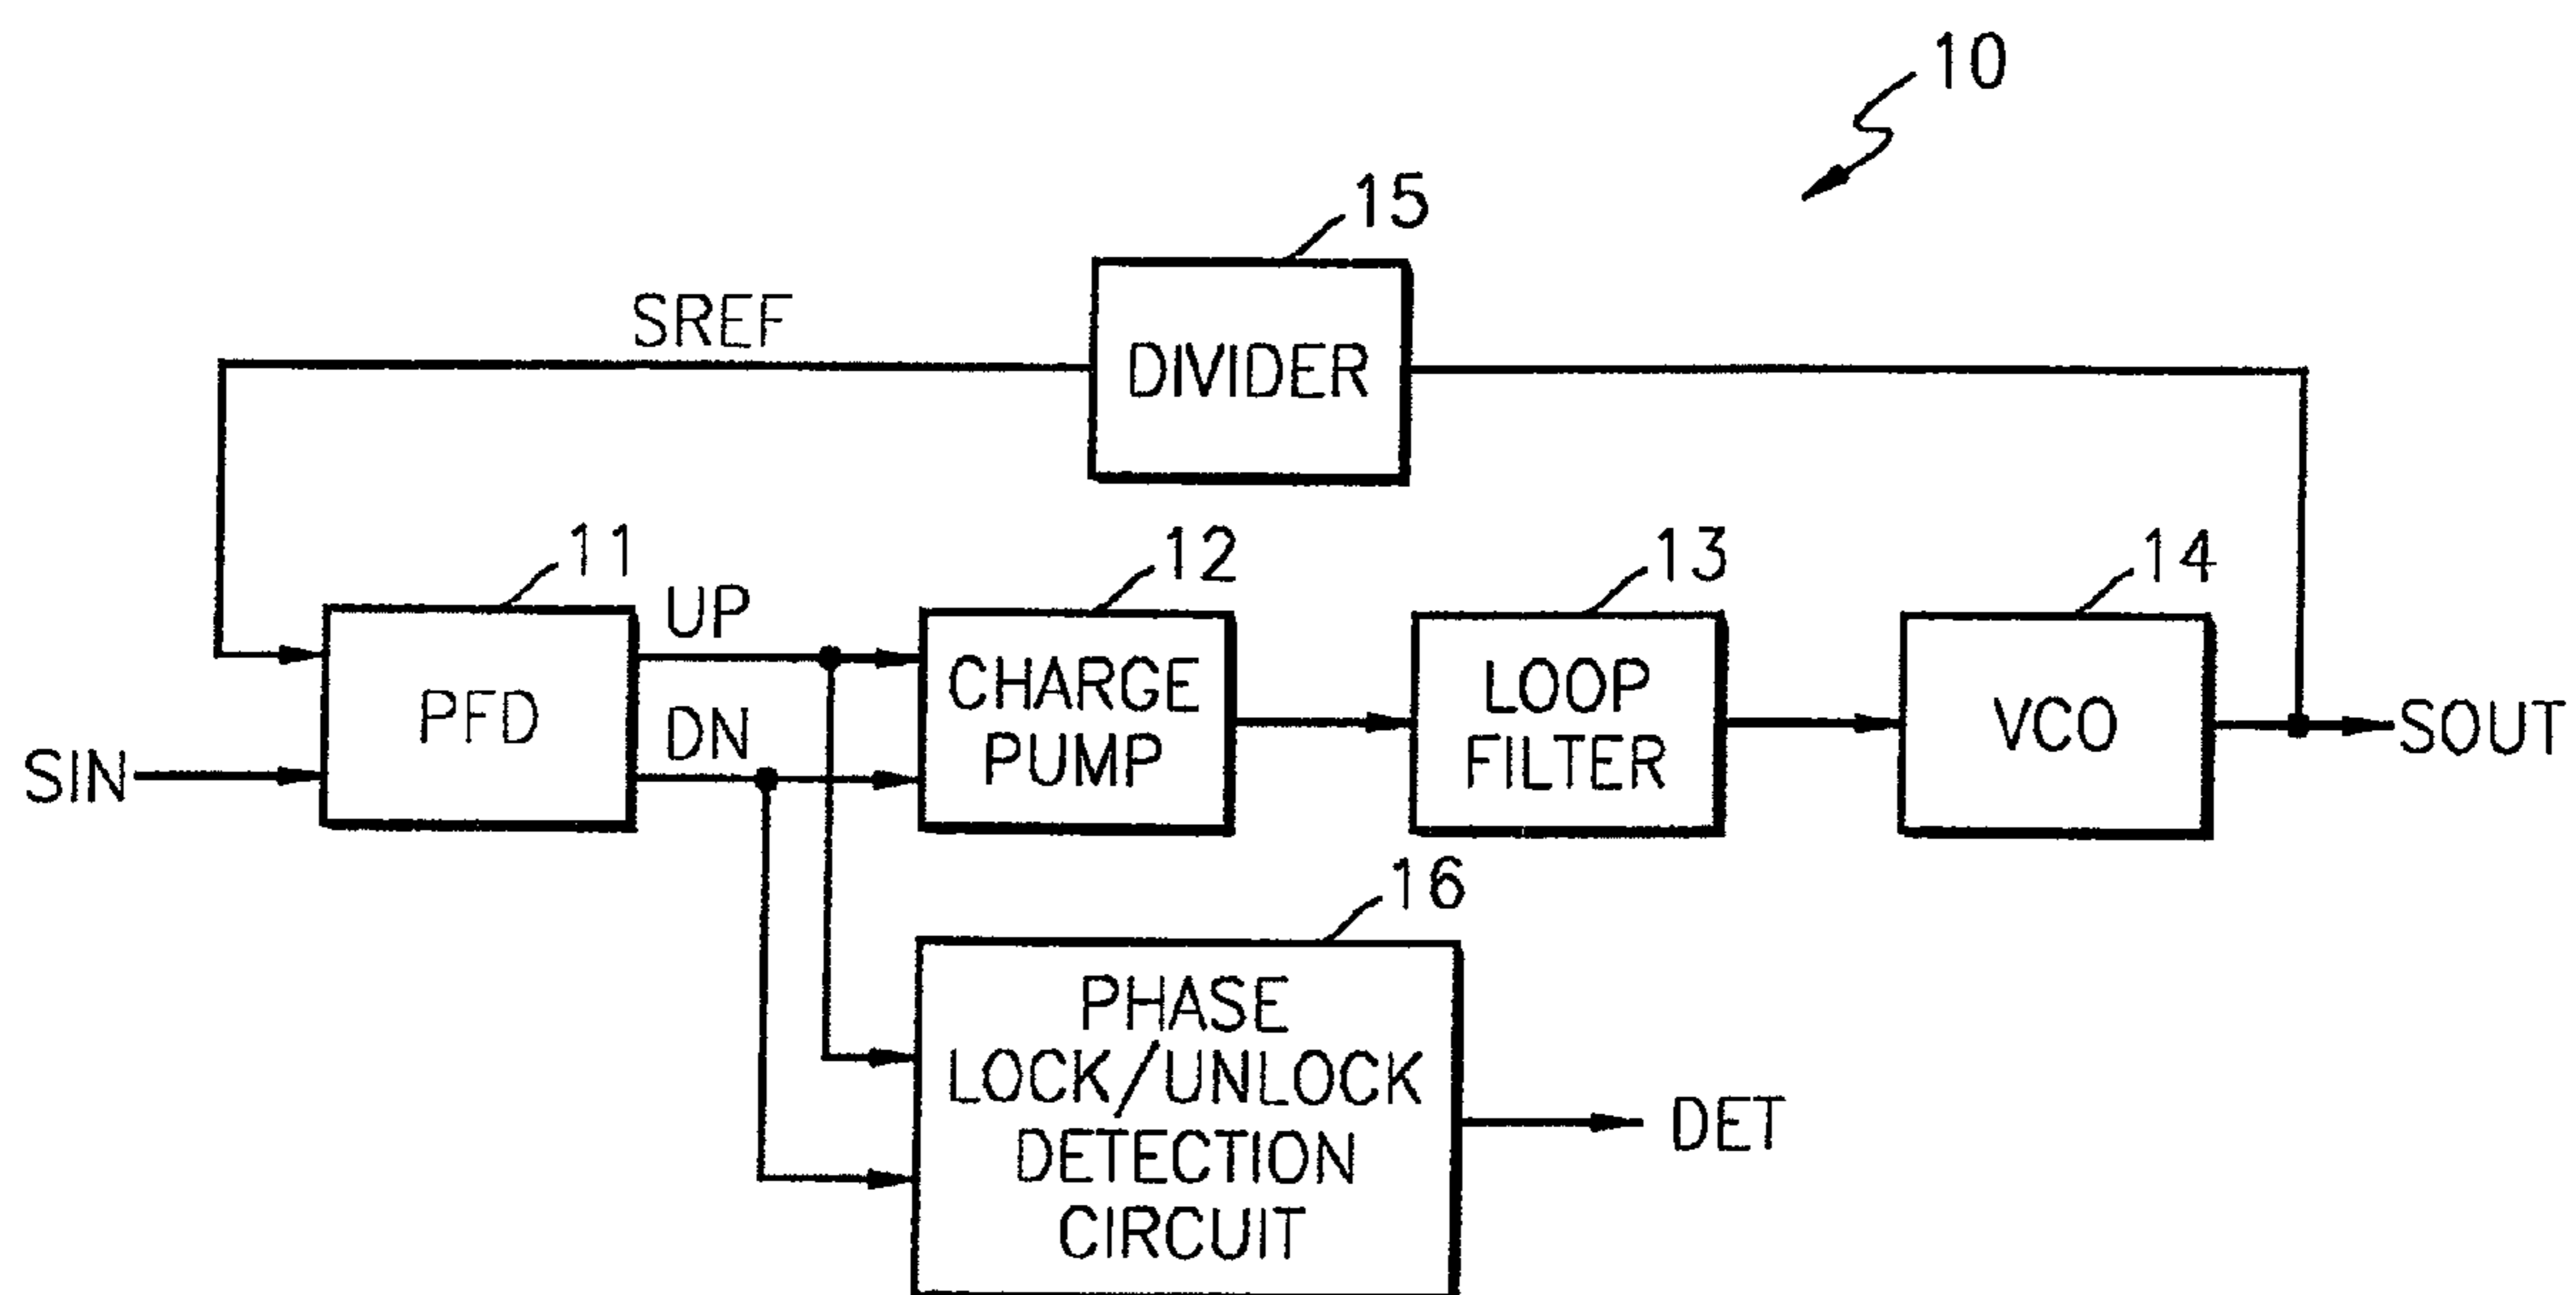 10
15
SREF
DIVIDER
11
12
13
14
UP
PFD
CHARGE
PUMP
LOOP
FILTER
VCO
DN
SIN
SOUT
16
PHASE
LOCK/UNLOCK
DETECTION
CIRCUIT
DET